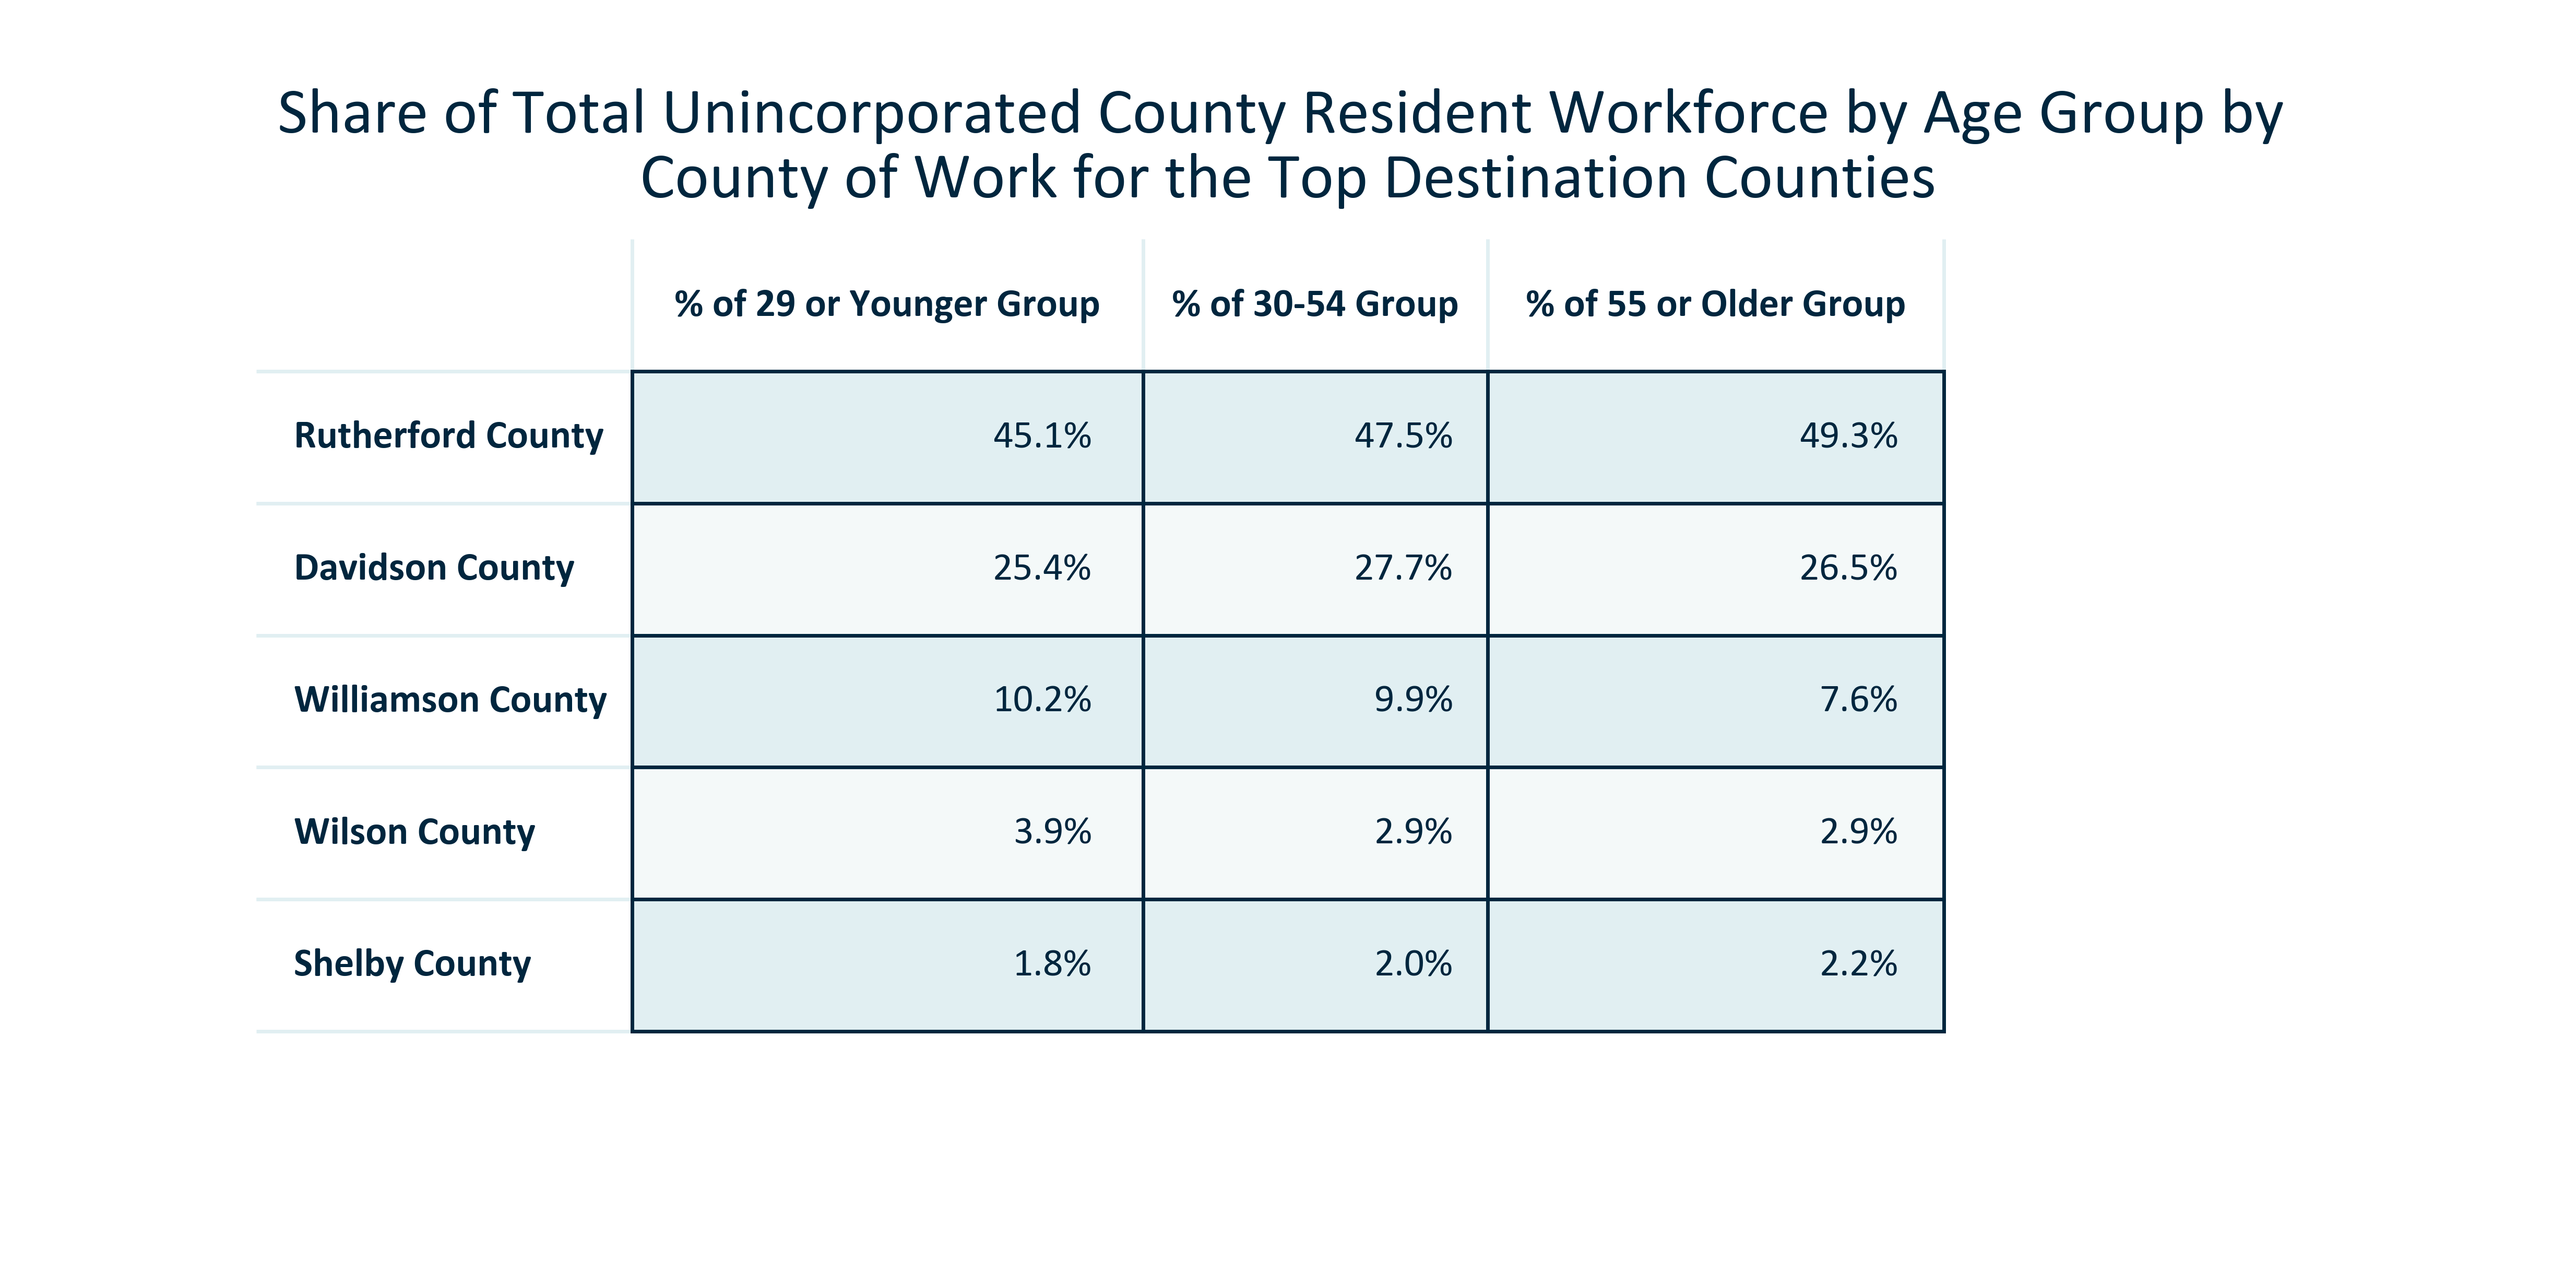 Share of Total Unincorporated County Resident Workforce by Age Group by
County of Work for the Top Destination Counties
% of 29 or Younger Group % of 30-54 Group % of 55 or Older Group
Rutherford County 45.1% 47.5% 49.3%
Davidson County 25.4% 27.7% 26.5%
Williamson County 10.2% 9.9% 7.6%
Wilson County 3.9% 2.9% 2.9%
Shelby County 1.8% 2.0% 2.2%